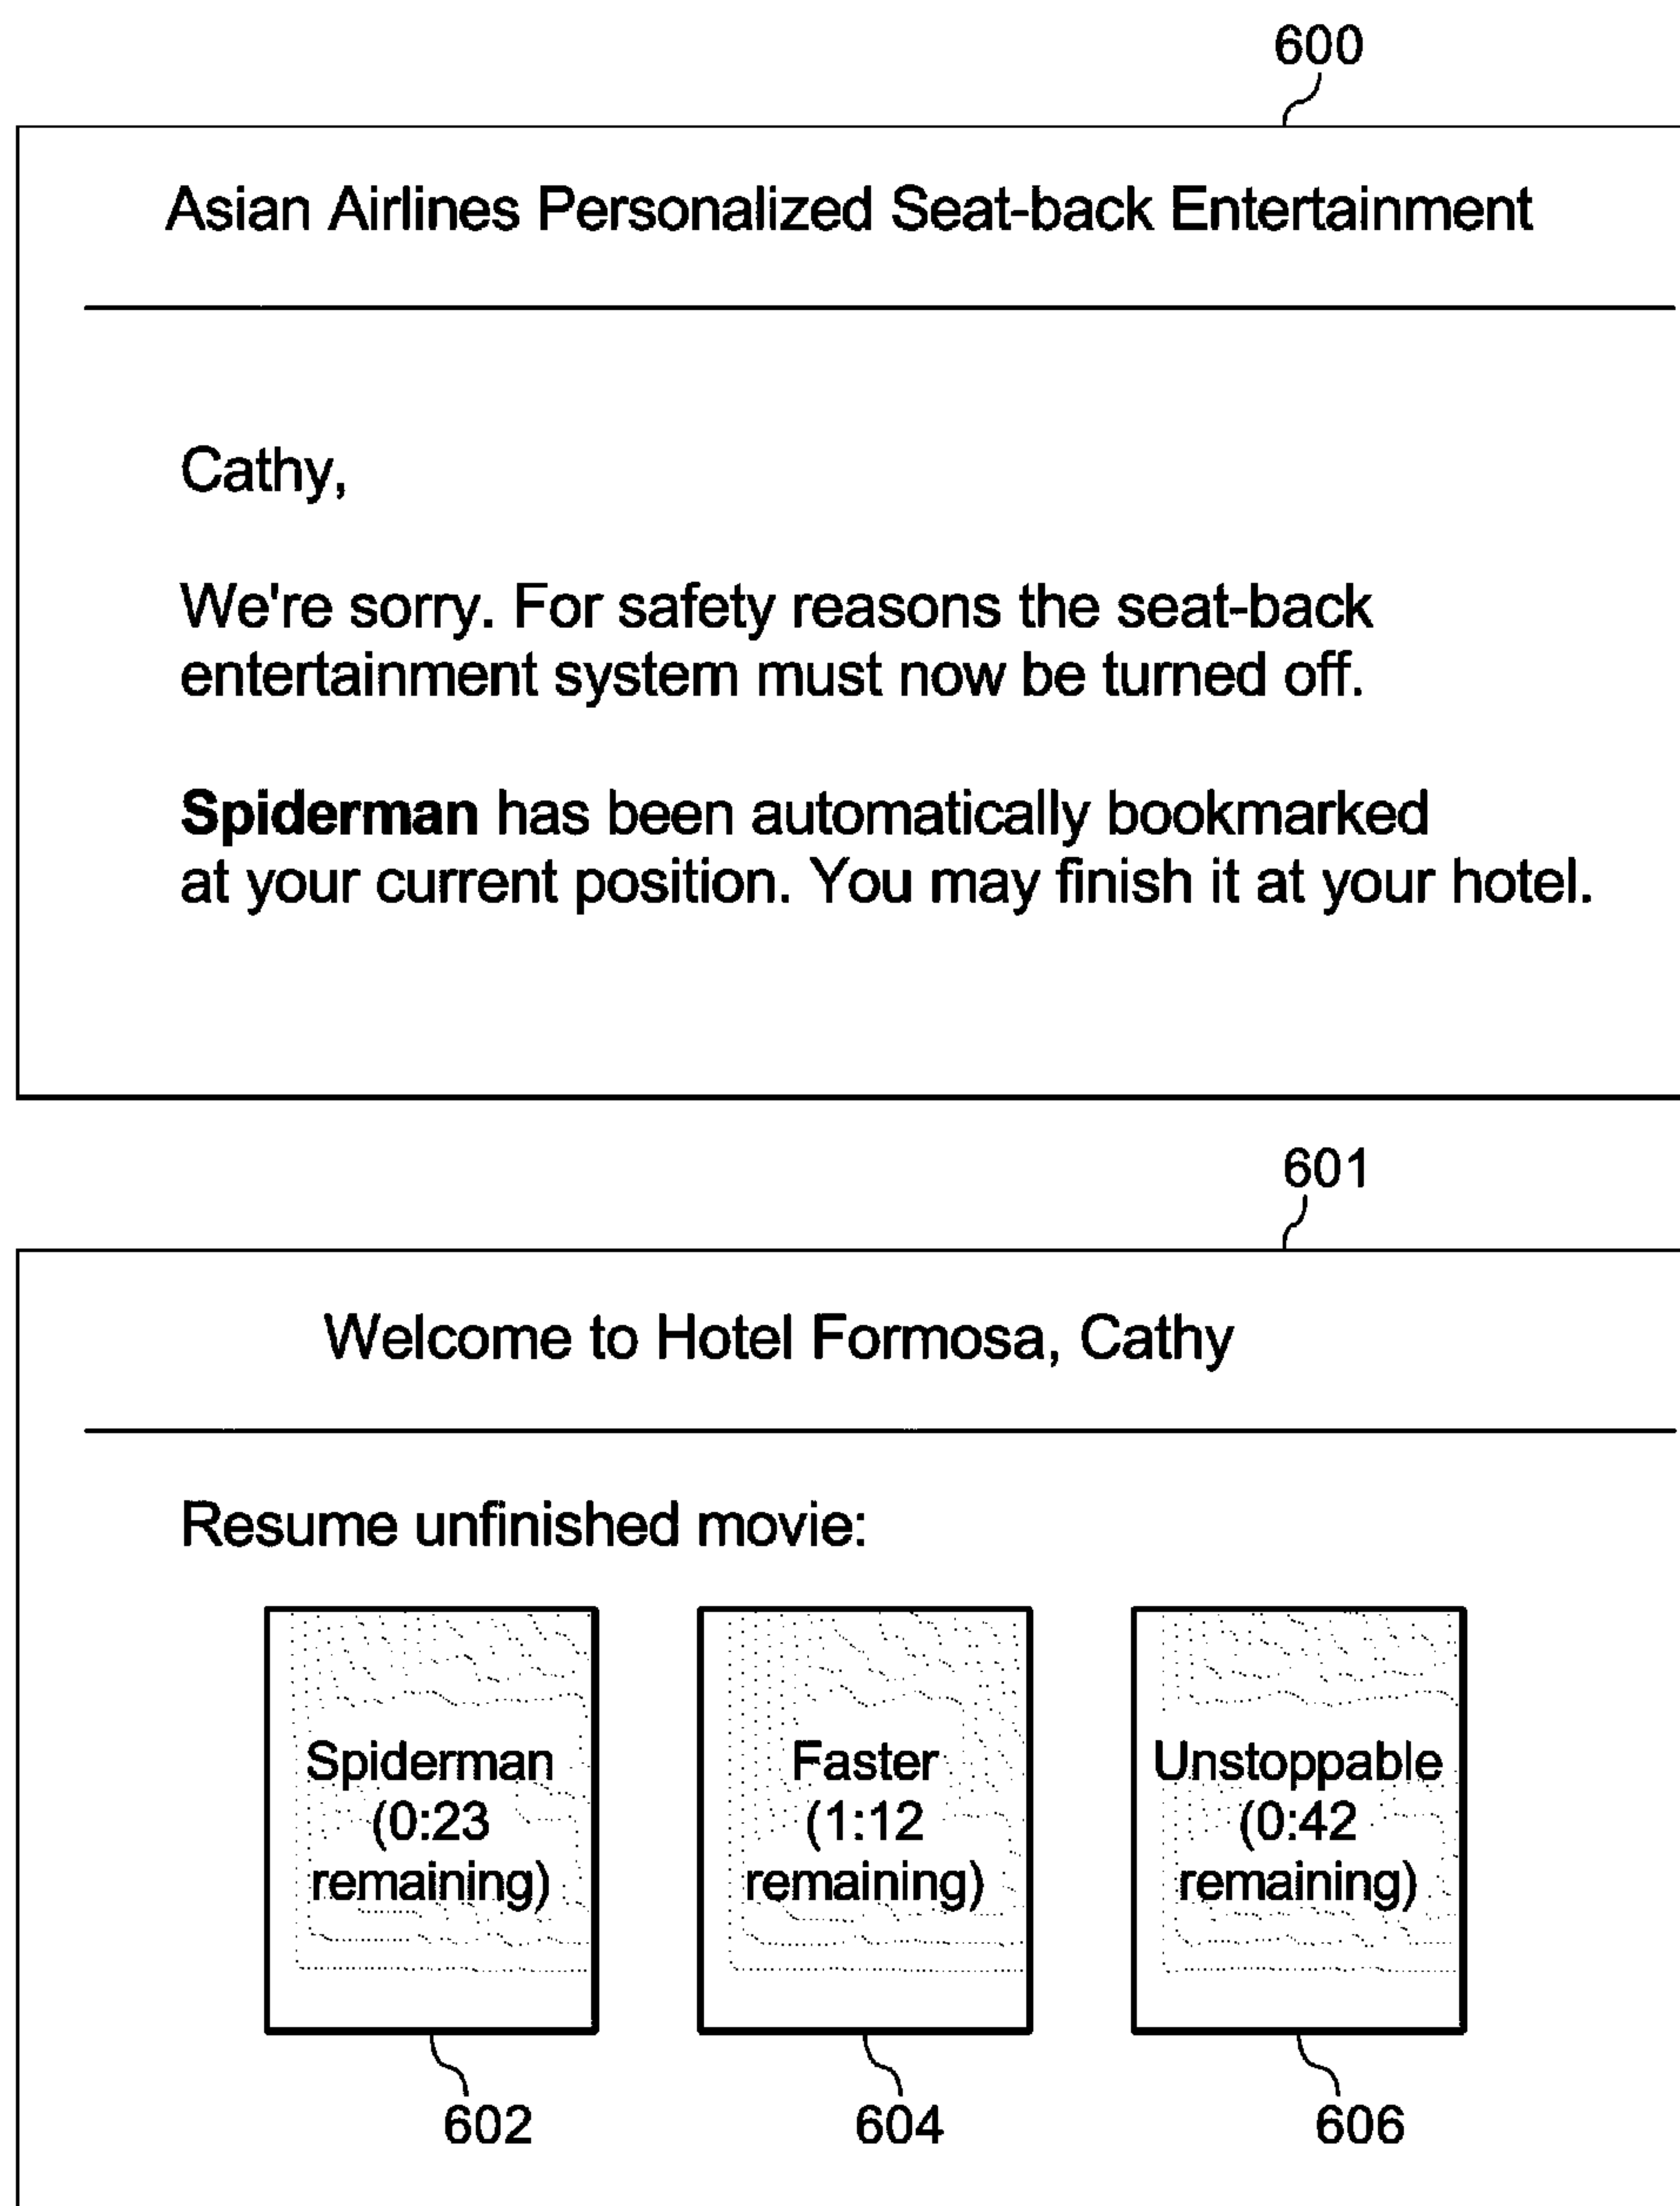 600
Asian Airlines Personalized Seat-back Entertainment
Cathy,
We're sorry. For safety reasons the seat-back
entertainment system must now be turned off.
Spiderman has been automatically bookmarked
at your current position. You may finish it at your hotel.
601
Welcome to Hotel Formosa, Cathy
Resume unfinished movie:
Spiderman
(0:23
remaining)
Faster
(1:12
remaining)
Unstoppable
(0:42
remaining)
602
604
606